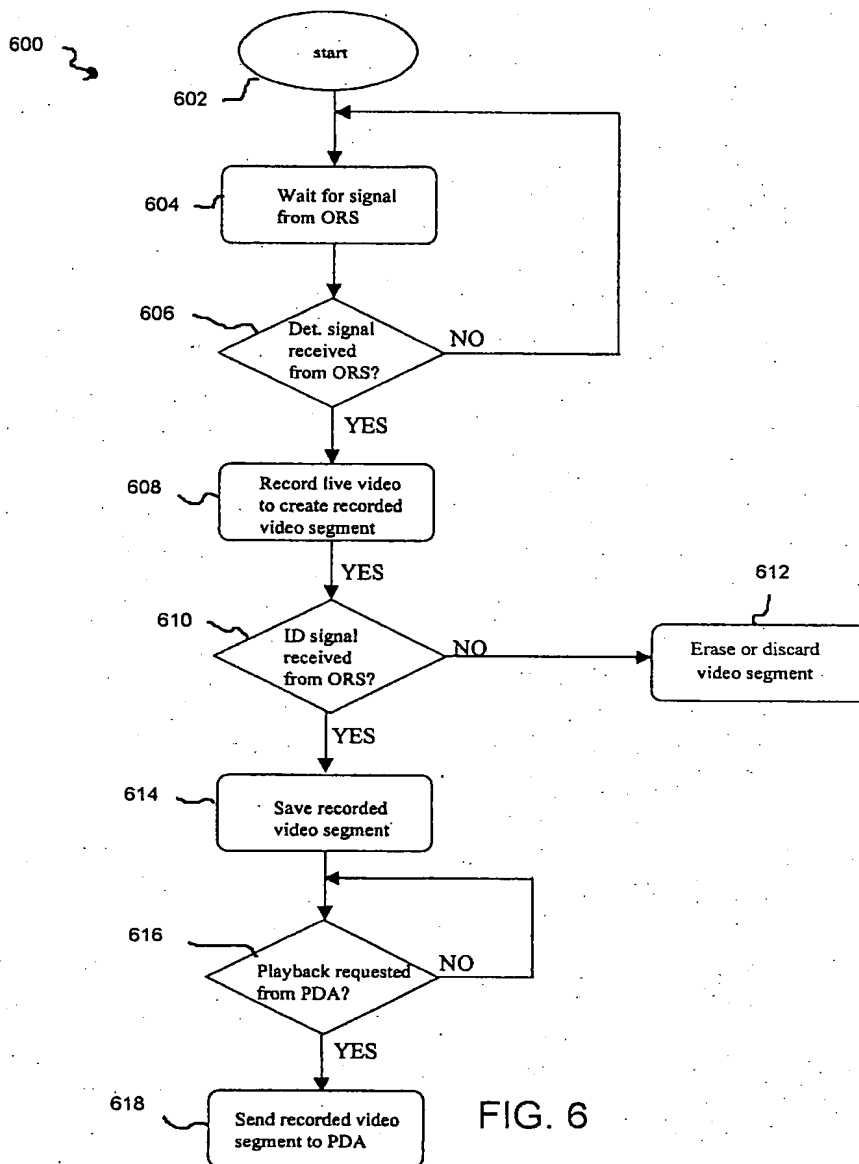 600
start
602
604
Wait for signal
from ORS
606
Det. signal
received
from ORS?
NO
YES
608
Record live video
to create recorded
video segment
YES
612
610
ID signal
received
from ORS?
NO
Erase or discard
video segment
YES
614
Save recorded
video segment
616
Playback requested
from PDA?
NO
YES
618
Send recorded video
segment to PDA
FIG. 6